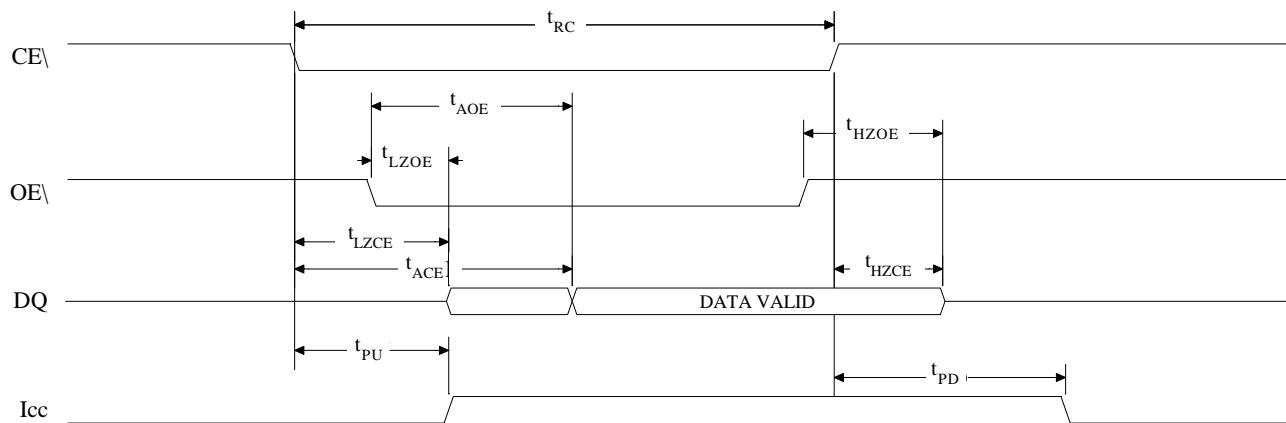 tRC
CE\
tAOE
tHZOE
tLZOE
OE\
tLZCE
tACE
tHZCE
DQ
DATA VALID
tPU
tPD
Icc